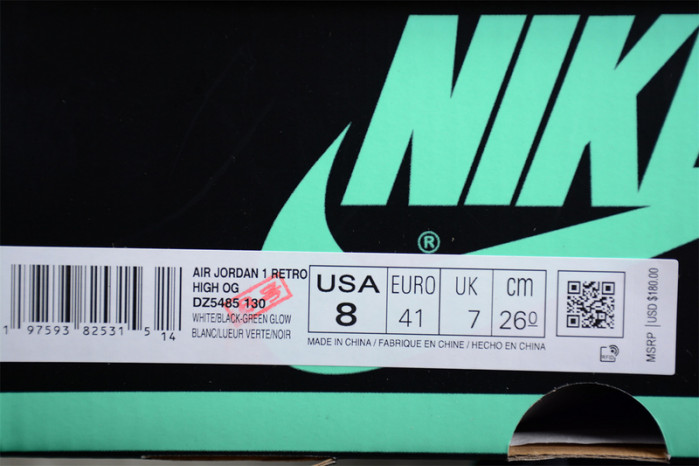 NIKE
®
AIR JORDAN 1 RETRO
HIGH OG
DZ5485 130
WHITE/BLACK-GREEN GLOW
BLANC/LUEUR VERTE/NOIR
1 97593 82531 5 14
USA EURO UK cm
8 41 7 26⁰
MADE IN CHINA / FABRIQUE EN CHINE / HECHO EN CHINA
MSRP | USD $180.00